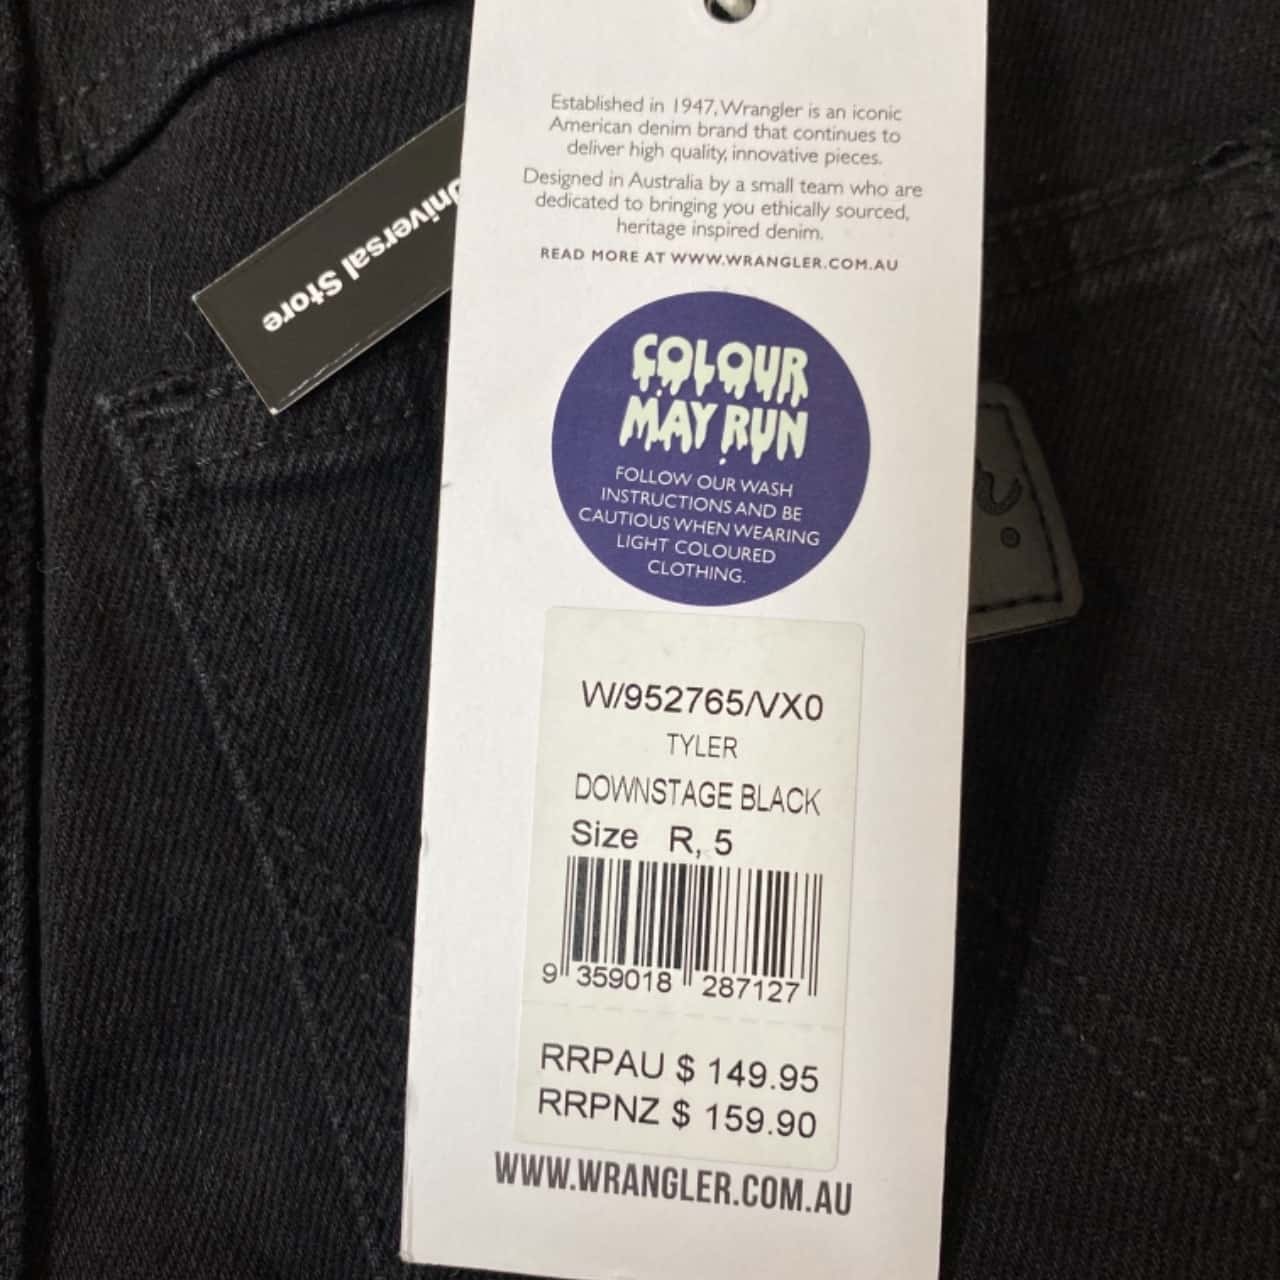 Established in 1947, Wrangler is an iconic
American denim brand that continues to
deliver high quality, innovative pieces.
Designed in Australia by a small team who are
dedicated to bringing you ethically sourced,
heritage inspired denim.
READ MORE AT WWW.WRANGLER.COM.AU
Universal Store
COLOUR
MAY RUN
FOLLOW OUR WASH
INSTRUCTIONS AND BE
CAUTIOUS WHEN WEARING
LIGHT COLOURED
CLOTHING.
®
W/952765/VX0
TYLER
DOWNSTAGE BLACK
Size R, 5
9 359018 287127
RRPAU $ 149.95
RRPNZ $ 159.90
WWW.WRANGLER.COM.AU